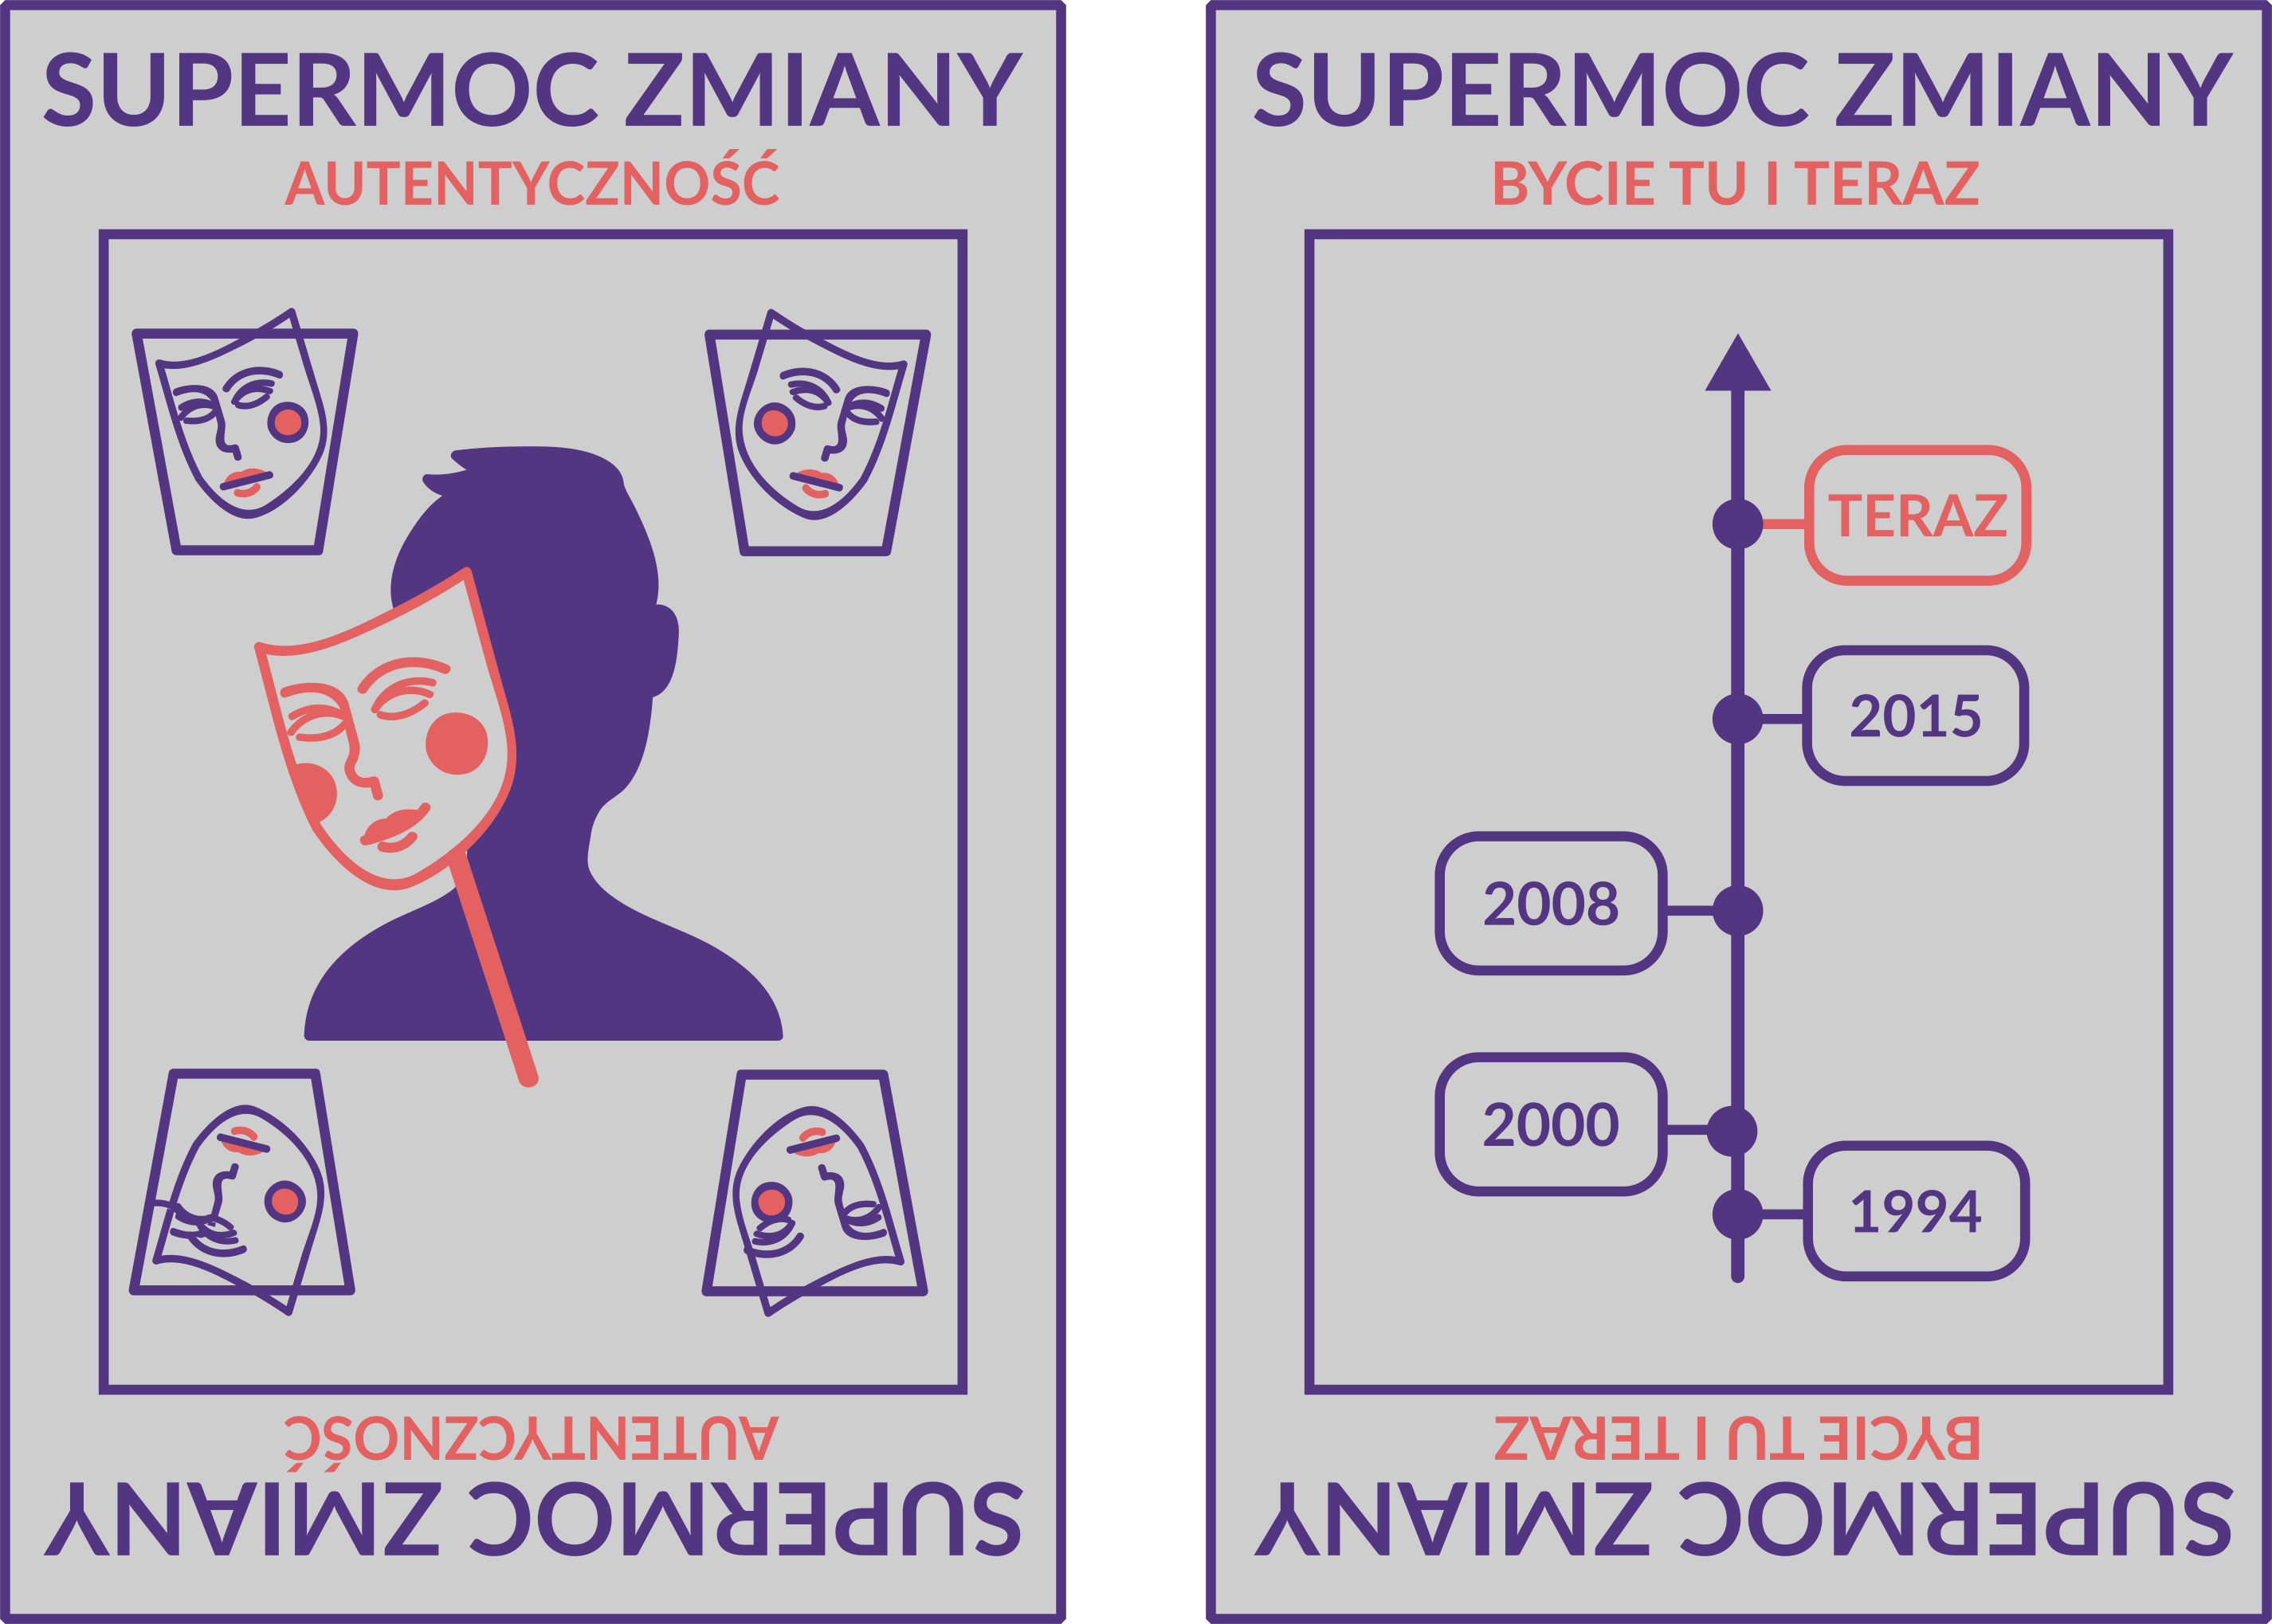 SUPERMOC ZMIANY
AUTENTYCZNOŚĆ
AUTENTYCZNOŚĆ
SUPERMOC ZMIANY
SUPERMOC ZMIANY
BYCIE TU I TERAZ
TERAZ
2015
2008
2000
1994
BYCIE TU I TERAZ
SUPERMOC ZMIANY